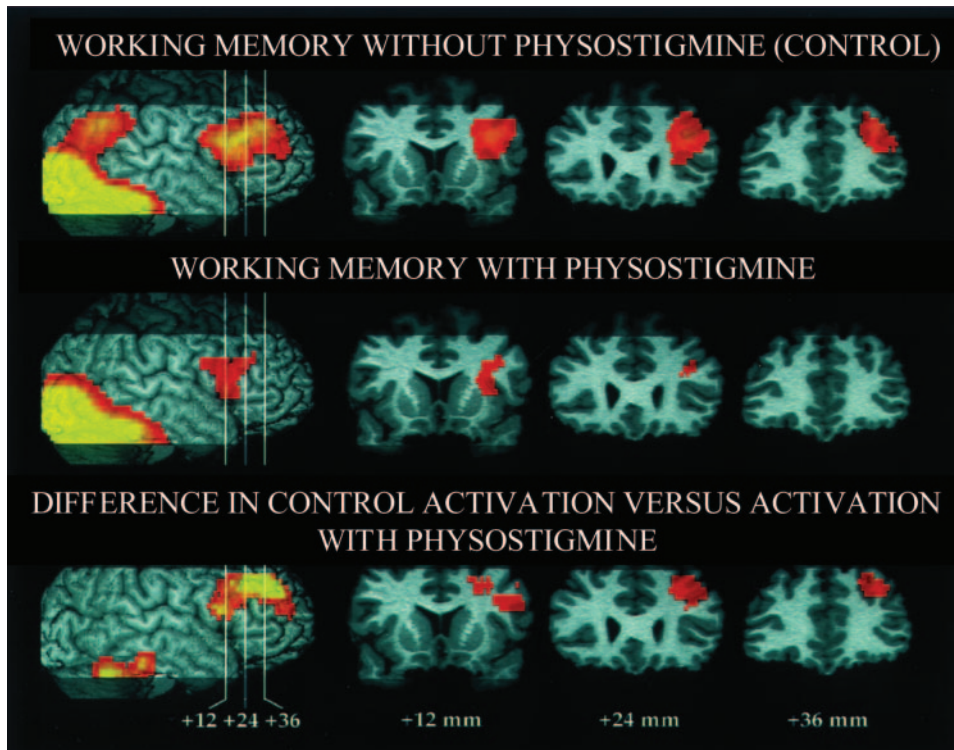 WORKING MEMORY WITHOUT PHYSOSTIGMINE (CONTROL)
WORKING MEMORY WITH PHYSOSTIGMINE
DIFFERENCE IN CONTROL ACTIVATION VERSUS ACTIVATION
WITH PHYSOSTIGMINE
+12 +24 +36 +12 mm +24 mm +36 mm